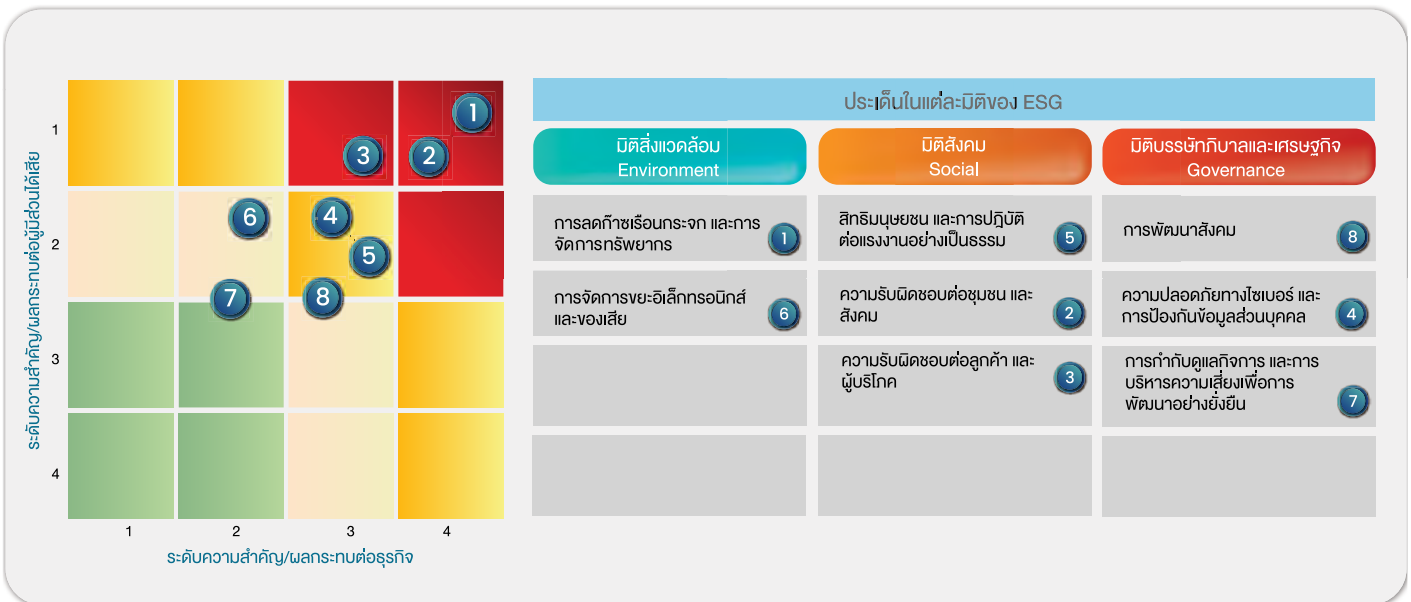 ระดับความสำคัญ/ผลกระทบต่อผู้มีส่วนได้เสีย
1
2
3
4
1
3
2
6
4
5
7
8
1
2
3
4
ระดับความสำคัญ/ผลกระทบต่อธุรกิจ
ประเด็นในแต่ละมิติของ ESG
มิติสิ่งแวดล้อม
Environment
การลดก๊าซเรือนกระจก และการ
จัดการทรัพยากร
1
การจัดการขยะอิเล็กทรอนิกส์
และของเสีย
6
มิติสังคม
Social
สิทธิมนุษยชน และการปฎิบัติ
ต่อแรงงานอย่างเป็นธรรม
5
ความรับผิดชอบต่อชุมชน และ
สังคม
2
ความรับผิดชอบต่อลูกค้า และ
ผู้บริโภค
3
มิติบรรษัทภิบาลและเศรษฐกิจ
Governance
การพัฒนาสังคม
8
ความปลอดภัยทางไซเบอร์ และ
การป้องกันข้อมูลส่วนบุคคล
4
การกำกับดูแลกิจการ และการ
บริหารความเสี่ยงเพื่อการ
พัฒนาอย่างยั่งยืน
7